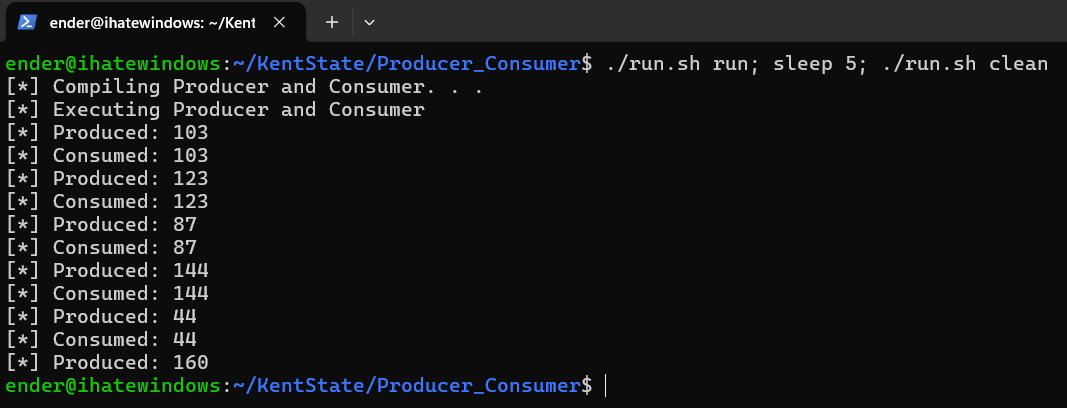 ender@ihatewindows: ~/Kent
ender@ihatewindows:~/KentState/Producer_Consumer$ ./run.sh run; sleep 5; ./run.sh clean
[*] Compiling Producer and Consumer. . .
[*] Executing Producer and Consumer
[*] Produced: 103
[*] Consumed: 103
[*] Produced: 123
[*] Consumed: 123
[*] Produced: 87
[*] Consumed: 87
[*] Produced: 144
[*] Consumed: 144
[*] Produced: 44
[*] Consumed: 44
[*] Produced: 160
ender@ihatewindows:~/KentState/Producer_Consumer$